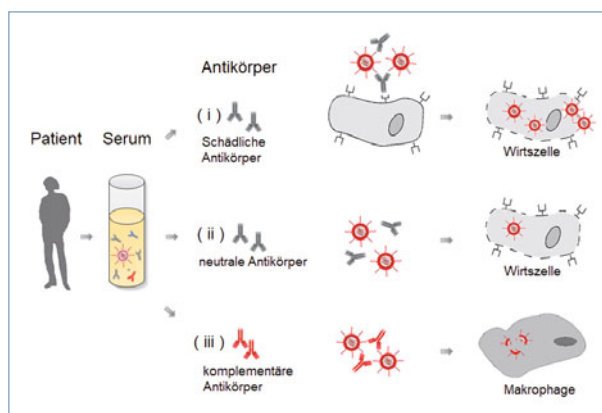 Antikörper
Patient
Serum
( i )
Schädliche
Antikörper
Wirtszelle
( ii )
neutrale Antikörper
Wirtszelle
( iii )
komplementäre
Antikörper
Makrophage